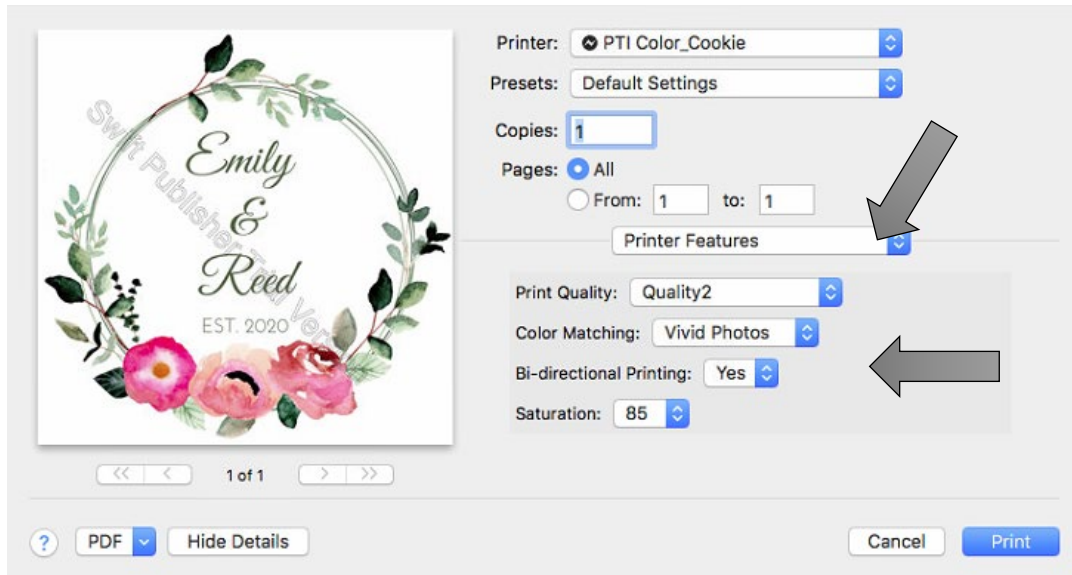 Emily
&
Reed
EST. 2020
Swift Publisher Trial Version
1 of 1
Printer: PTI Color_Cookie
Presets: Default Settings
Copies: 1
Pages: All
From: 1 to: 1
Printer Features
Print Quality: Quality2
Color Matching: Vivid Photos
Bi-directional Printing: Yes
Saturation: 85
? PDF Hide Details Cancel Print